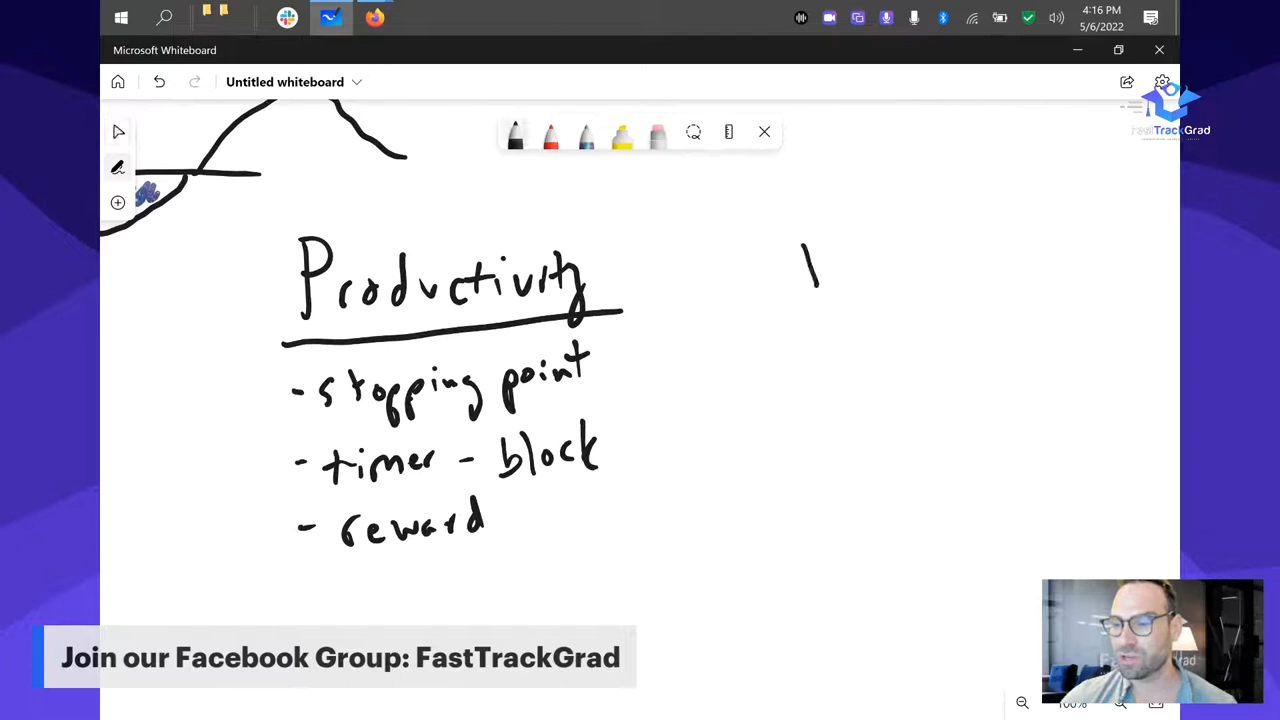 4:16 PM
5/6/2022
Microsoft Whiteboard
Untitled whiteboard
FastTrackGrad
Productivity
- stopping point
- timer - block
- reward
Join our Facebook Group: FastTrackGrad
100%